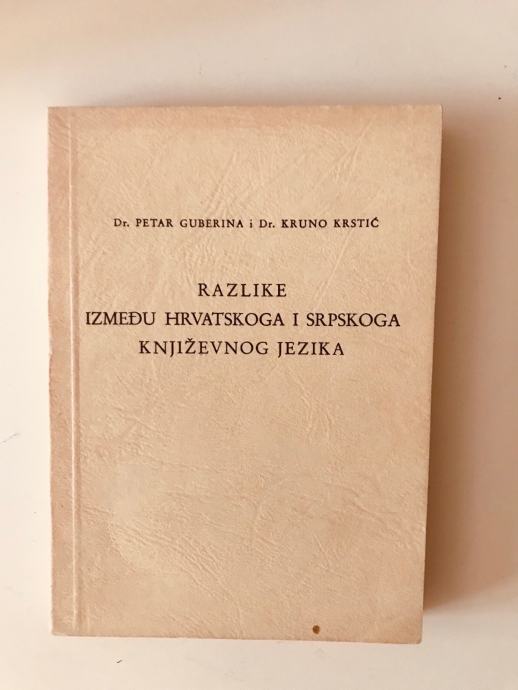 Dr. PETAR GUBERINA i Dr. KRUNO KRSTIĆ
RAZLIKE
IZMEĐU HRVATSKOGA I SRPSKOGA
KNJIŽEVNOG JEZIKA